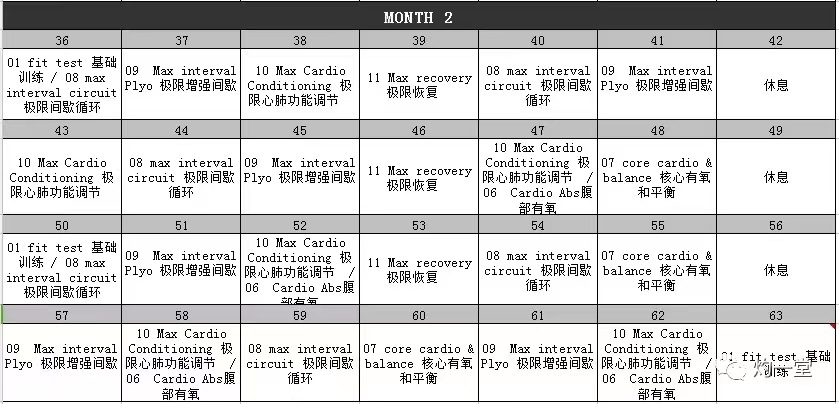 MONTH 2
36 37 38 39 40 41 42
01 fit test 基础
训练 / 08 max
interval circuit
极限间歇循环
09 Max interval
Plyo 极限增强间歇
10 Max Cardio
Conditioning 极
限心肺功能调节
11 Max recovery
极限恢复
08 max interval
circuit 极限间歇
循环
09 Max interval
Plyo 极限增强间歇
休息
43 44 45 46 47 48 49
10 Max Cardio
Conditioning 极
限心肺功能调节
08 max interval
circuit 极限间歇
循环
09 Max interval
Plyo 极限增强间歇
11 Max recovery
极限恢复
10 Max Cardio
Conditioning 极
限心肺功能调节 /
06 Cardio Abs腹
部有氧
07 core cardio &
balance 核心有氧
和平衡
休息
50 51 52 53 54 55 56
01 fit test 基础
训练 / 08 max
interval circuit
极限间歇循环
09 Max interval
Plyo 极限增强间歇
10 Max Cardio
Conditioning 极
限心肺功能调节 /
06 Cardio Abs腹
部有氧
11 Max recovery
极限恢复
08 max interval
circuit 极限间歇
循环
07 core cardio &
balance 核心有氧
和平衡
休息
57 58 59 60 61 62 63
09 Max interval
Plyo 极限增强间歇
10 Max Cardio
Conditioning 极
限心肺功能调节 /
06 Cardio Abs腹
部有氧
08 max interval
circuit 极限间歇
循环
07 core cardio &
balance 核心有氧
和平衡
09 Max interval
Plyo 极限增强间歇
10 Max Cardio
Conditioning 极
限心肺功能调节 /
06 Cardio Abs腹
部有氧
01 fit test 基础
训练
炮一堂